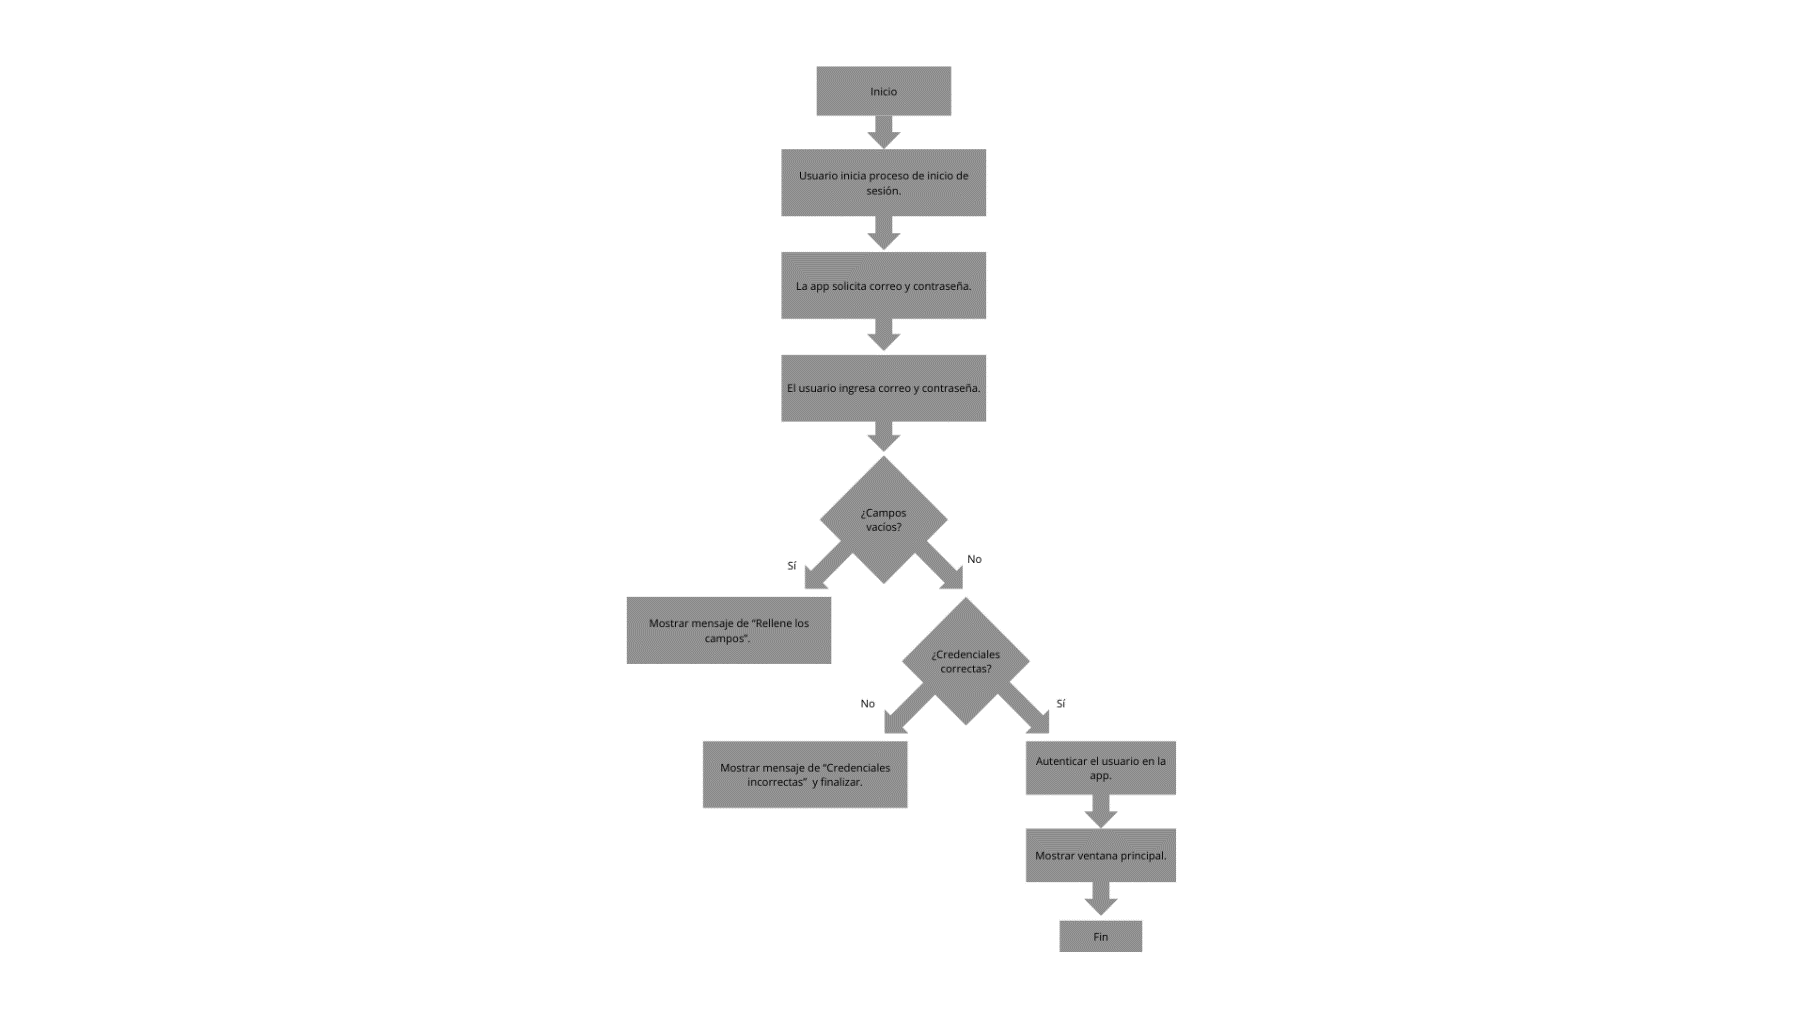 Inicio
Usuario inicia proceso de inicio de
sesión.
La app solicita correo y contraseña.
El usuario ingresa correo y contraseña.
¿Campos
vacíos?
Sí
No
Mostrar mensaje de “Rellene los
campos”.
¿Credenciales
correctas?
No
Sí
Mostrar mensaje de “Credenciales
incorrectas”  y finalizar.
Autenticar el usuario en la
app.
Mostrar ventana principal.
Fin